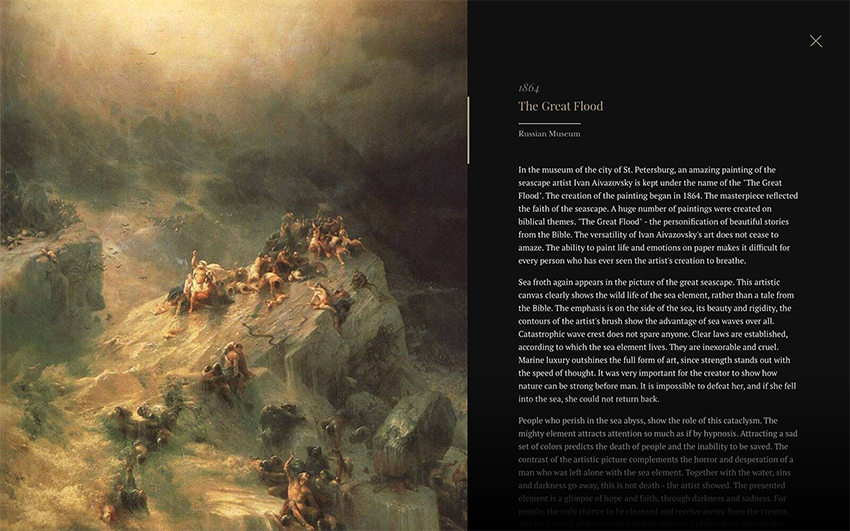 1864
The Great Flood
Russian Museum
In the museum of the city of St. Petersburg, an amazing painting of the
seascape artist Ivan Aivazovsky is kept under the name of the "The Great
Flood". The creation of the painting began in 1864. The masterpiece reflected
the faith of the seascape. A huge number of paintings were created on
biblical themes. "The Great Flood" - the personification of beautiful stories
from the Bible. The versatility of Ivan Aivazovsky's art does not cease to
amaze. The ability to paint life and emotions on paper makes it difficult for
every person who has ever seen the artist's creation to breathe.
Sea froth again appears in the picture of the great seascape. This artistic
canvas clearly shows the wild life of the sea element, rather than a tale from
the Bible. The emphasis is on the side of the sea, its beauty and rigidity, the
contours of the artist's brush show the advantage of sea waves over all.
Catastrophic wave crest does not spare anyone. Clear laws are established,
according to which the sea element lives. They are inexorable and cruel.
Marine luxury outshines the full form of art, since strength stands out with
the speed of thought. It was very important for the creator to show how
nature can be strong before man. It is impossible to defeat her, and if she fell
into the sea, she could not return back.
People who perish in the sea abyss, show the role of this cataclysm. The
mighty element attracts attention so much as if by hypnosis. Attracting a sad
set of colors predicts the death of people and the inability to be saved. The
contrast of the artistic picture complements the horror and desperation of a
man who was left alone with the sea element. Together with the water, sins
and darkness go away, this is not death - the artist showed. The presented
element is a glimpse of hope and faith, through darkness and sadness. For
people, the only chance to be cleansed and receive mercy from the creator.